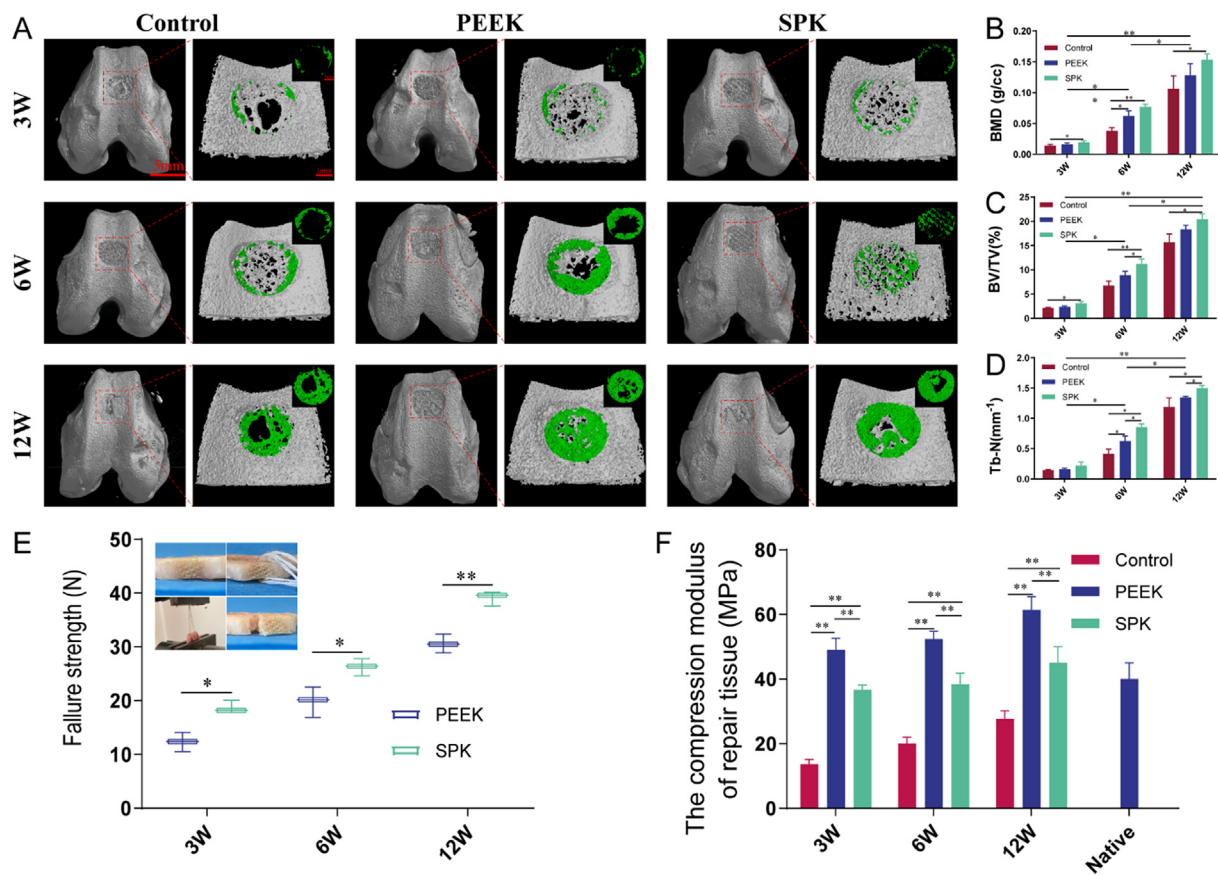 A
Control
PEEK
SPK
3W
5mm
6W
12W
B
BMD (g/cc)
0.20
0.15
0.10
0.05
0.00
Control
PEEK
SPK
**
*
*
*
*
**
*
*
3W
6W
12W
C
BV/TV(%)
25
20
15
10
5
0
Control
PEEK
SPK
**
*
*
*
**
*
*
3W
6W
12W
D
Tb-N(mm⁻¹)
2.0
1.5
1.0
0.5
0.0
Control
PEEK
SPK
**
*
*
*
*
*
*
*
3W
6W
12W
E
Fallure strength (N)
50
40
30
20
10
0
*
*
**
PEEK
SPK
3W
6W
12W
F
The compression modulus
of repair tissue (MPa)
80
60
40
20
0
**
**
**
**
**
**
**
**
**
Control
PEEK
SPK
3W
6W
12W
Native